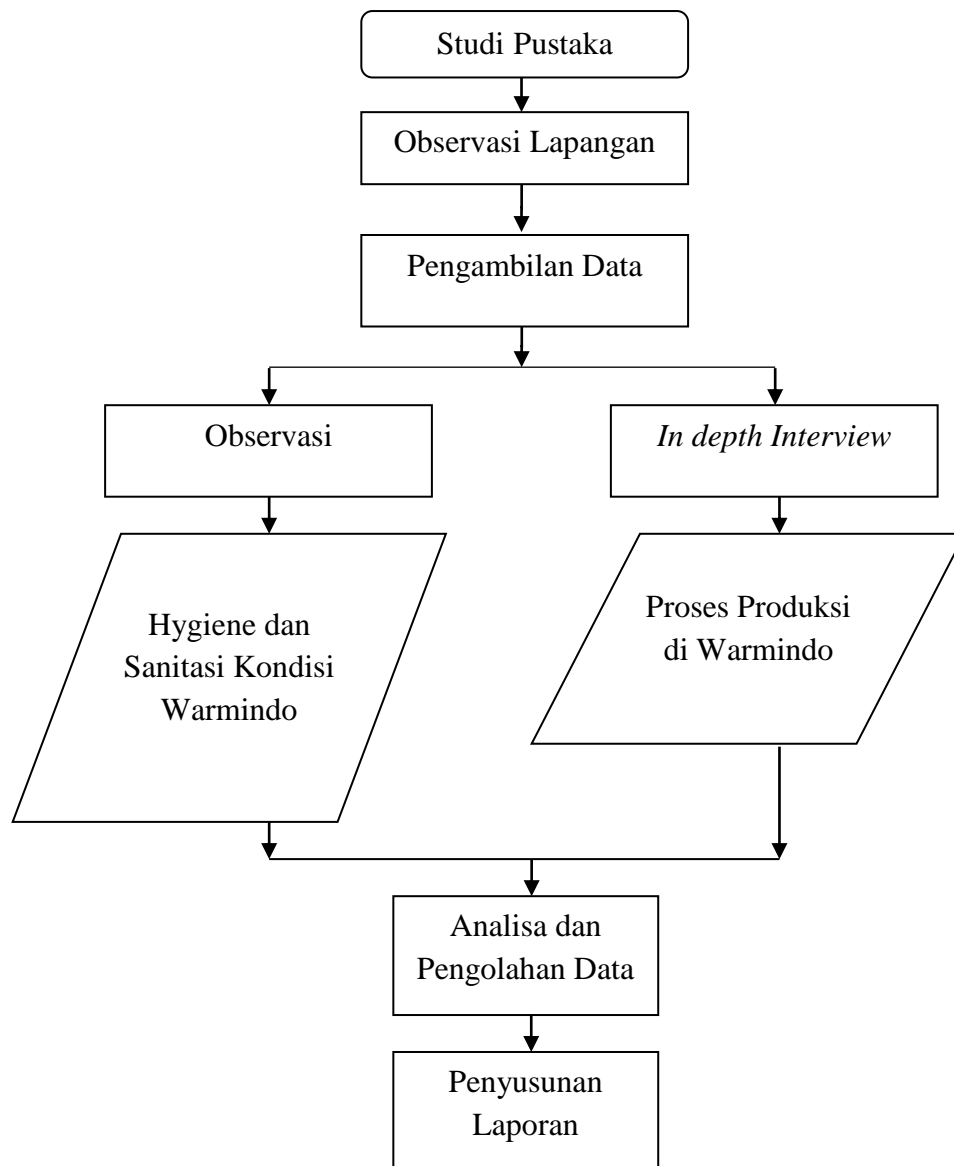 Studi Pustaka
Observasi Lapangan
Pengambilan Data
Observasi
In depth Interview
Hygiene dan
Sanitasi Kondisi
Warmindo
Proses Produksi
di Warmindo
Analisa dan
Pengolahan Data
Penyusunan
Laporan